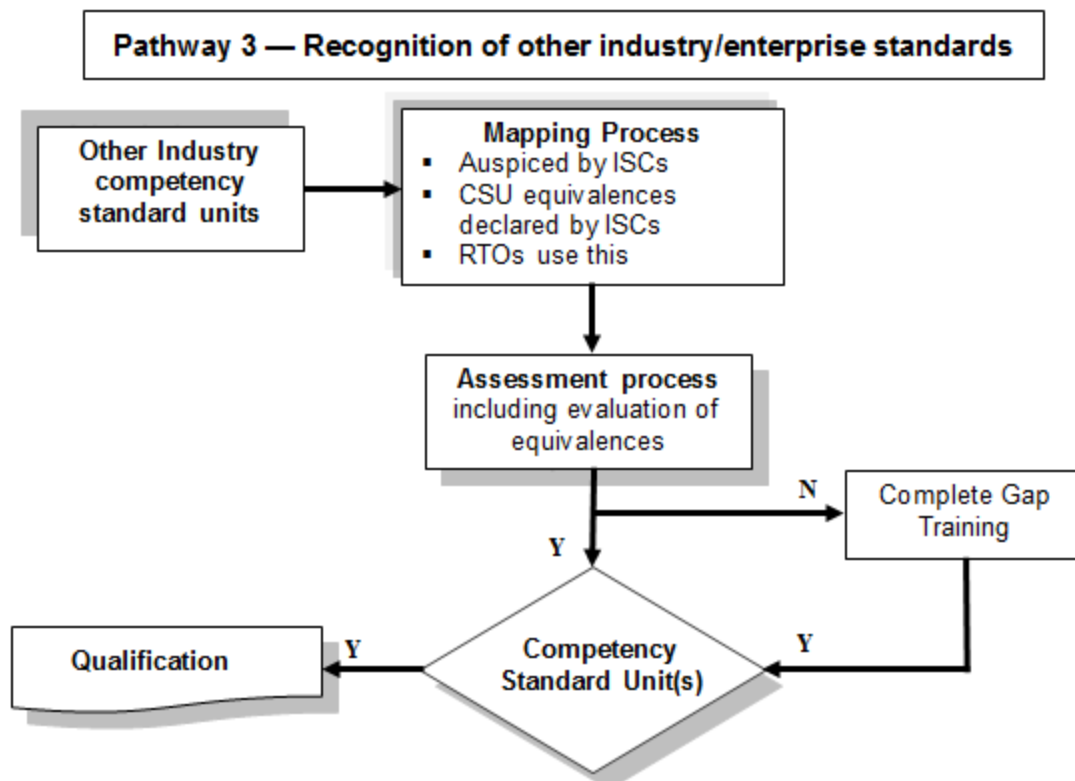 Pathway 3 — Recognition of other industry/enterprise standards
Other Industry
competency
standard units
Mapping Process
▪ Auspiced by ISCs
▪ CSU equivalences
declared by ISCs
▪ RTOs use this
Assessment process
including evaluation of
equivalences
N
Complete Gap
Training
Y
Y
Competency
Standard Unit(s)
Y
Qualification